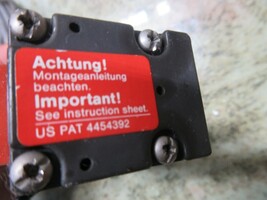 Achtung!
Montageanleitung
beachten.
Important!
See instruction sheet.
US PAT 4454392